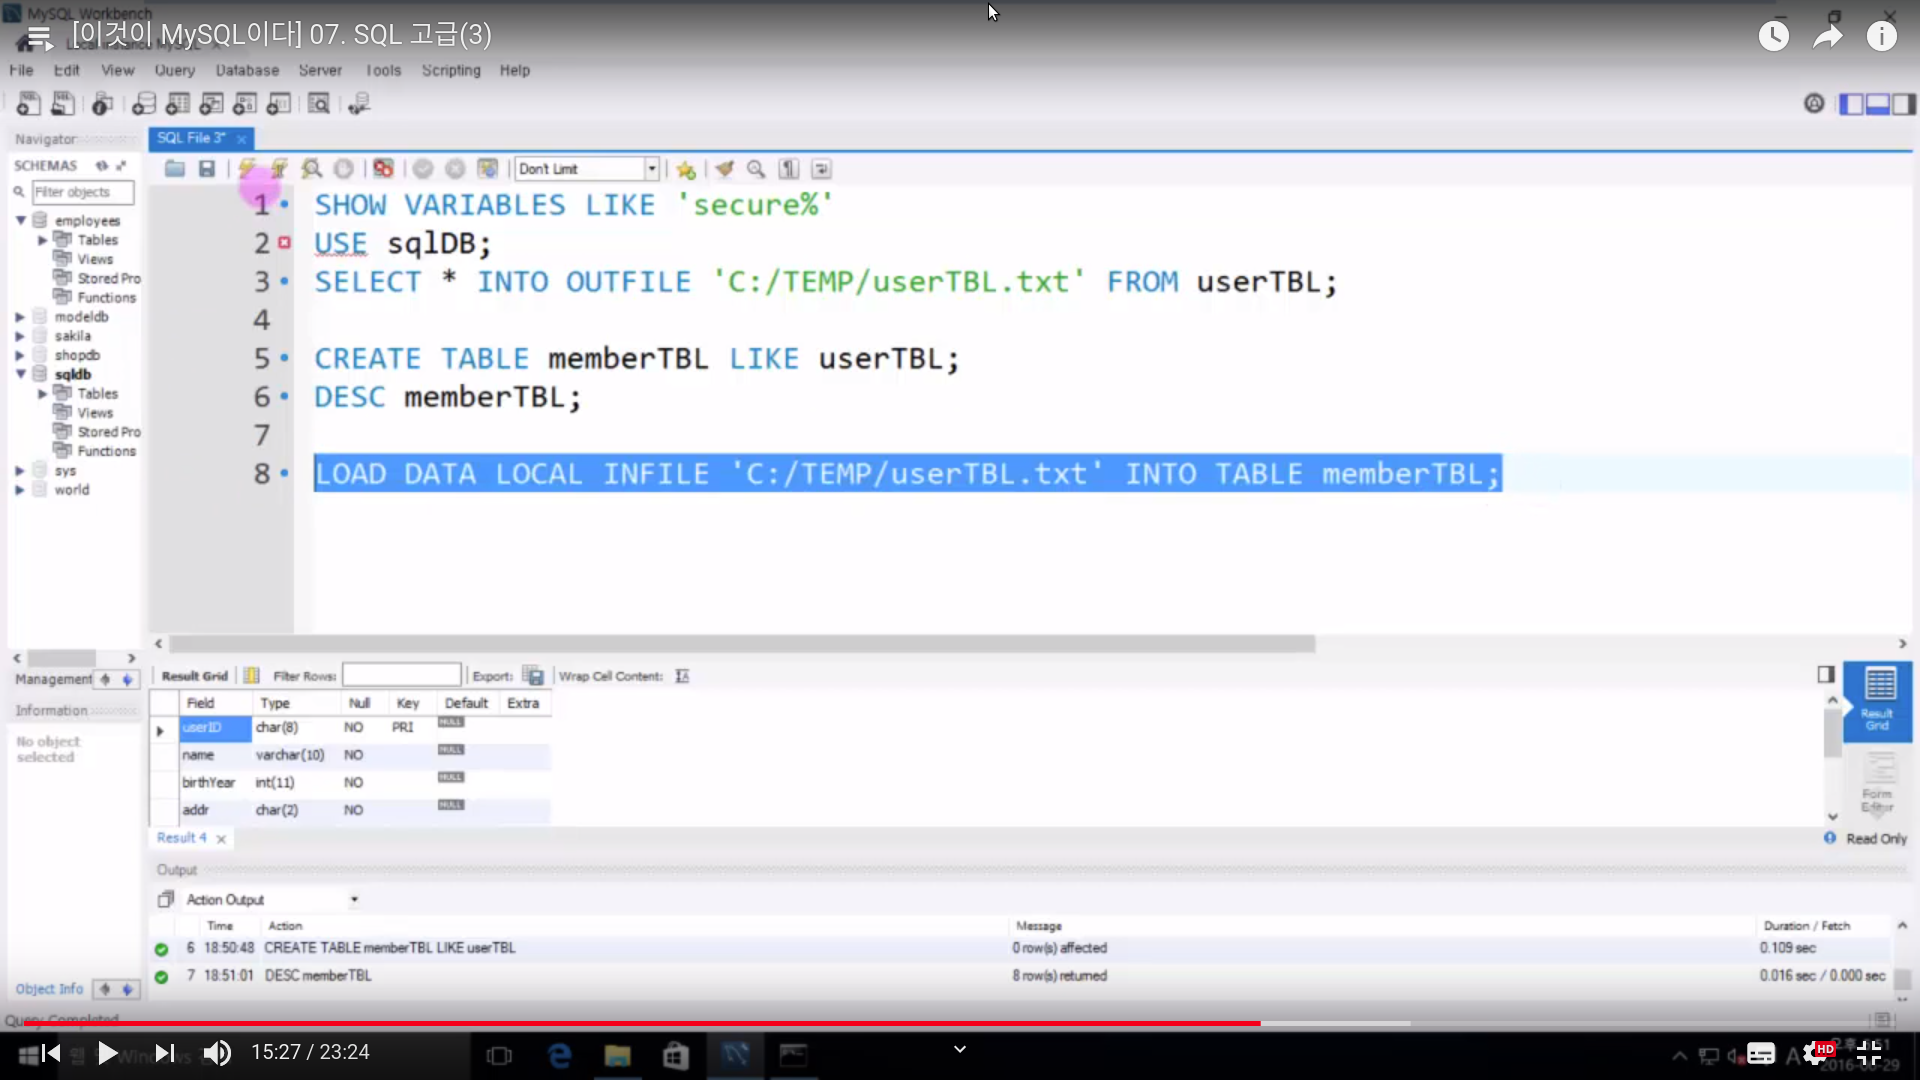 MySQL Workbench
[이것이 MySQL이다] 07. SQL 고급(3)
File Edit View Query Database Server Tools Scripting Help
Navigator
SQL File 3*
SCHEMAS
Don't Limit
Filter objects
employees
Tables
Views
Stored Pro
Functions
modeldb
sakila
shopdb
sqldb
Tables
Views
Stored Pro
Functions
sys
world
1 SHOW VARIABLES LIKE 'secure%'
2 USE sqlDB;
3 SELECT * INTO OUTFILE 'C:/TEMP/userTBL.txt' FROM userTBL;
4
5 CREATE TABLE memberTBL LIKE userTBL;
6 DESC memberTBL;
7
8 LOAD DATA LOCAL INFILE 'C:/TEMP/userTBL.txt' INTO TABLE memberTBL;
Management
Information
No object
selected
Result Grid Filter Rows: Export: Wrap Cell Content:
Field Type Null Key Default Extra
userID char(8) NO PRI NULL
name varchar(10) NO NULL
birthYear int(11) NO NULL
addr char(2) NO NULL
Result
Grid
Form
Editor
Result 4
Read Only
Output
Action Output
Time Action Message Duration / Fetch
6 18:50:48 CREATE TABLE memberTBL LIKE userTBL 0 row(s) affected 0.109 sec
7 18:51:01 DESC memberTBL 8 row(s) returned 0.016 sec / 0.000 sec
Object Info
Query Completed
15:27 / 23:24
HD